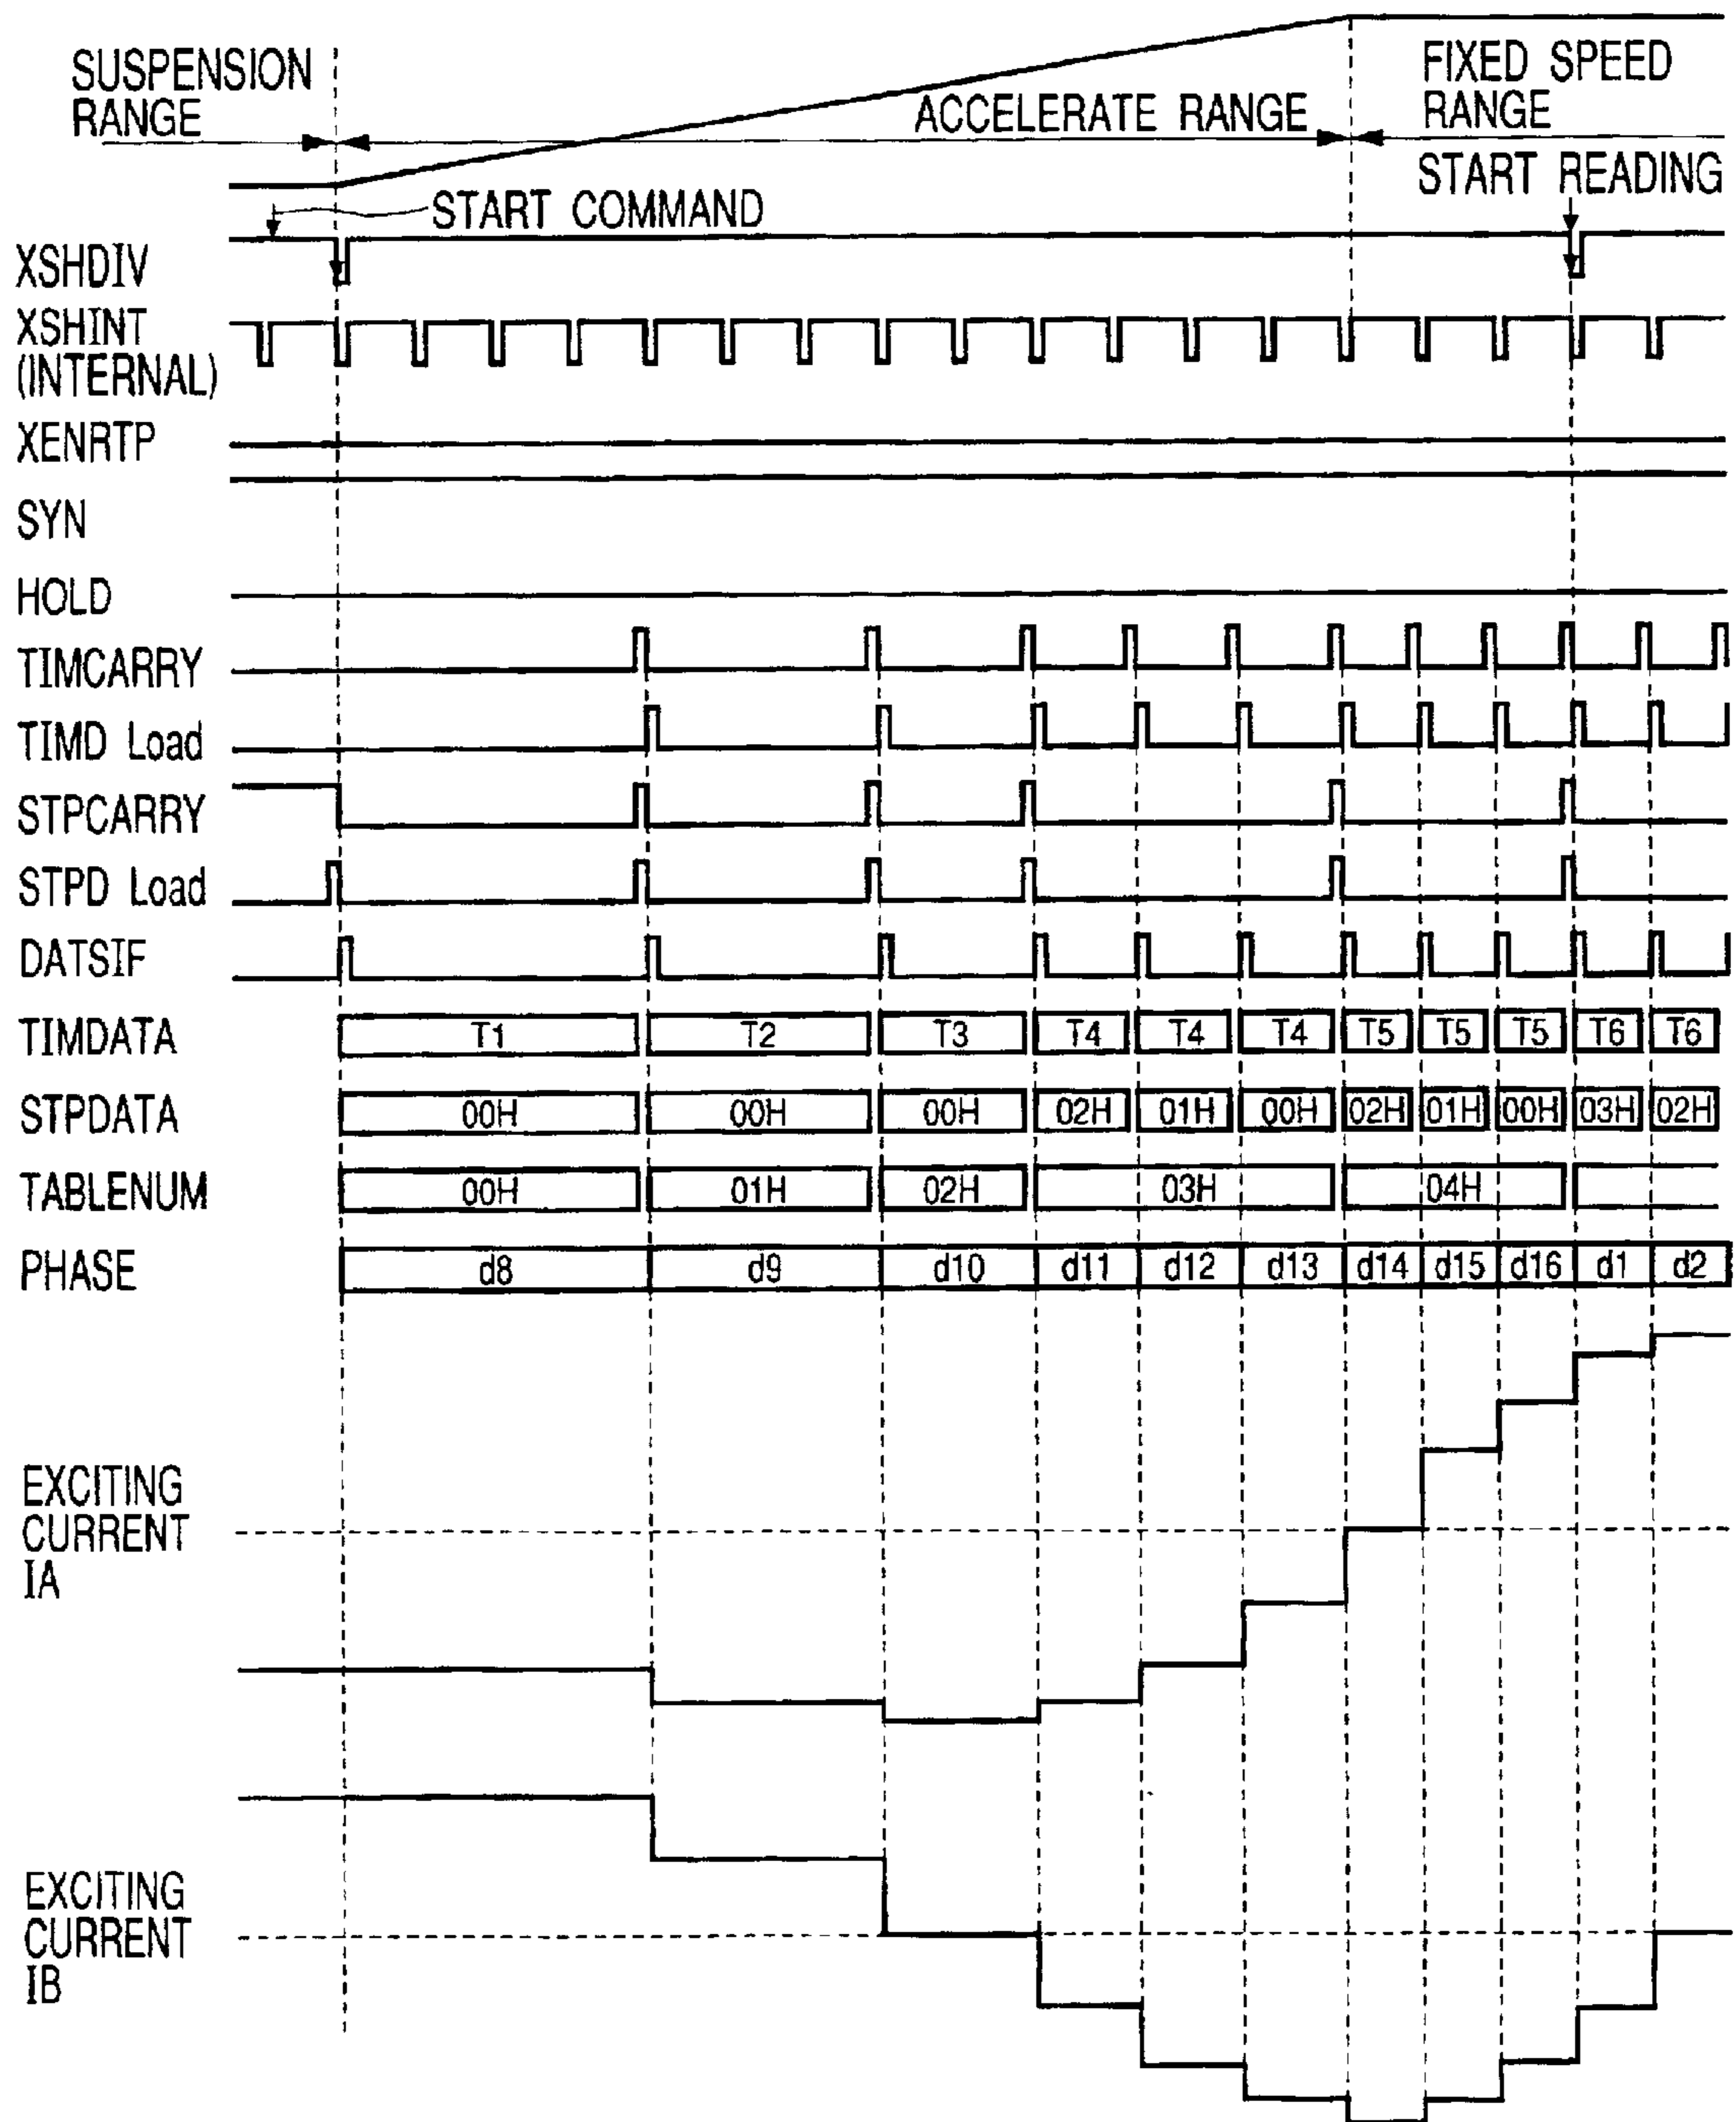 SUSPENSION
RANGE
ACCELERATE RANGE
FIXED SPEED
RANGE
START READING
START COMMAND
XSHDIV
XSHINT
(INTERNAL)
XENRTP
SYN
HOLD
TIMCARRY
TIMD Load
STPCARRY
STPD Load
DATSIF
TIMDATA T1 T2 T3 T4 T4 T4 T5 T5 T5 T6 T6
STPDATA 00H 00H 00H 02H 01H 00H 02H 01H 00H 03H 02H
TABLENUM 00H 01H 02H 03H 04H
PHASE d8 d9 d10 d11 d12 d13 d14 d15 d16 d1 d2
EXCITING
CURRENT
IA
EXCITING
CURRENT
IB